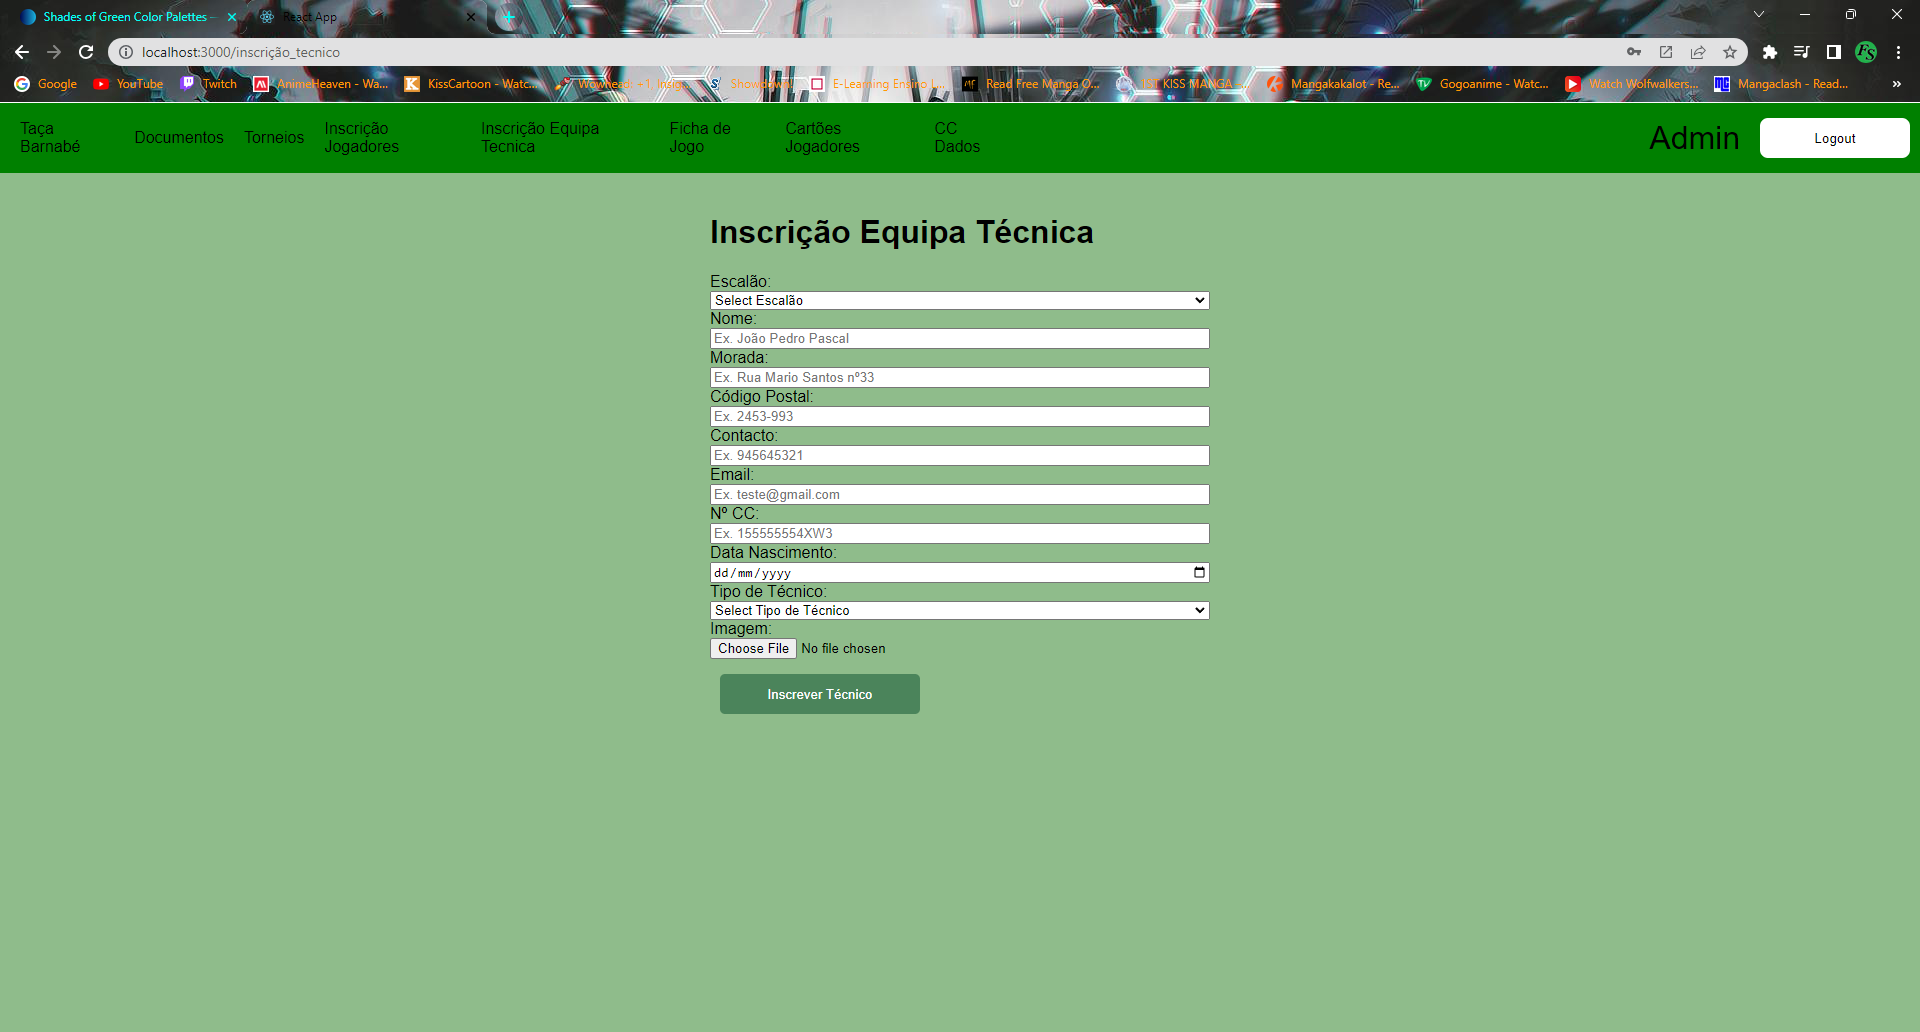 Shades of Green Color Palettes -
React App
localhost:3000/inscrição_tecnico
Google YouTube Twitch AnimeHeaven - Wa... KissCartoon - Watc... Wowhead: +1; Insig... Showdown! E-Learning Ensino L... Read Free Manga O... 1ST KISS MANGA – Mangakakalot - Re... Gogoanime - Watc... Watch Wolfwalkers... Mangaclash - Read... »
Taça
Barnabé
Documentos
Torneios
Inscrição
Jogadores
Inscrição Equipa
Tecnica
Ficha de
Jogo
Cartões
Jogadores
CC
Dados
Admin
Logout
Inscrição Equipa Técnica
Escalão:
Select Escalão
Nome:
Ex. João Pedro Pascal
Morada:
Ex. Rua Mario Santos nº33
Código Postal:
Ex. 2453-993
Contacto:
Ex. 945645321
Email:
Ex. teste@gmail.com
Nº CC:
Ex. 155555554XW3
Data Nascimento:
dd/mm/yyyy
Tipo de Técnico:
Select Tipo de Técnico
Imagem:
Choose File No file chosen
Inscrever Técnico